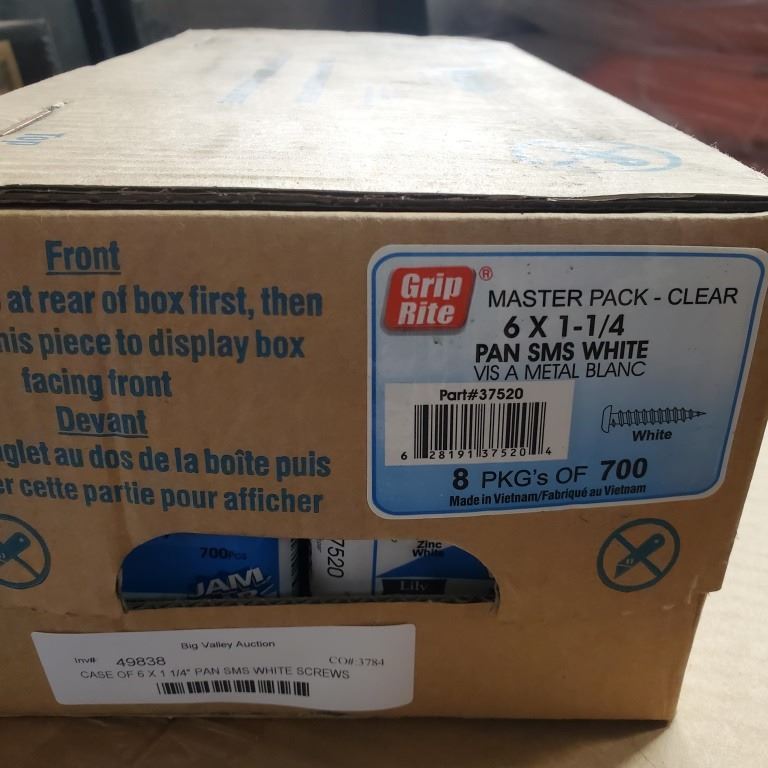 Top
Front
at rear of box first, then
his piece to display box
facing front
Devant
nglet au dos de la boîte puis
er cette partie pour afficher
Grip Rite ®
MASTER PACK - CLEAR
6 X 1-1/4
PAN SMS WHITE
VIS A METAL BLANC
Part#37520
6 28191 37520 4
White
8 PKG's OF 700
Made in Vietnam/Fabriqué au Vietnam
700Pcs
JAM
7520
Zinc
White
Lily
Big Valley Auction
Inv#: 49838 CO#:3784
CASE OF 6 X 1 1/4" PAN SMS WHITE SCREWS